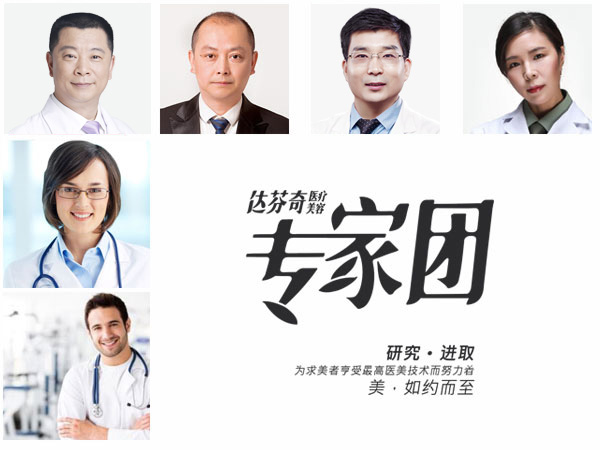 达芬奇医介美容
专家团
研究·进取
为求美者享受最高医美技术而努力着
美·如约而至